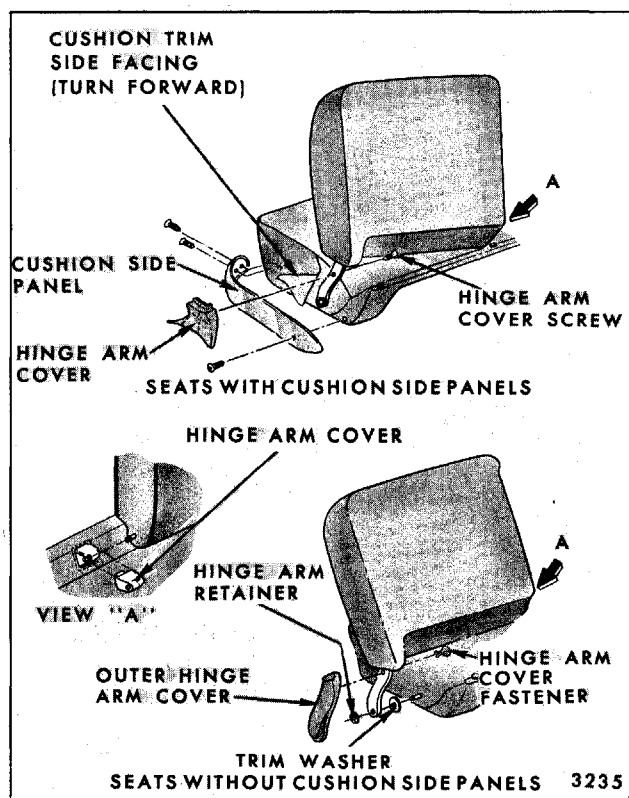 CUSHION TRIM
SIDE FACING
(TURN FORWARD)
A
CUSHION SIDE
PANEL
HINGE ARM
COVER SCREW
HINGE ARM
COVER
SEATS WITH CUSHION SIDE PANELS
HINGE ARM COVER
A
HINGE ARM
RETAINER
VIEW "A"
HINGE ARM
COVER
FASTENER
OUTER HINGE
ARM COVER
TRIM WASHER
SEATS WITHOUT CUSHION SIDE PANELS 3235